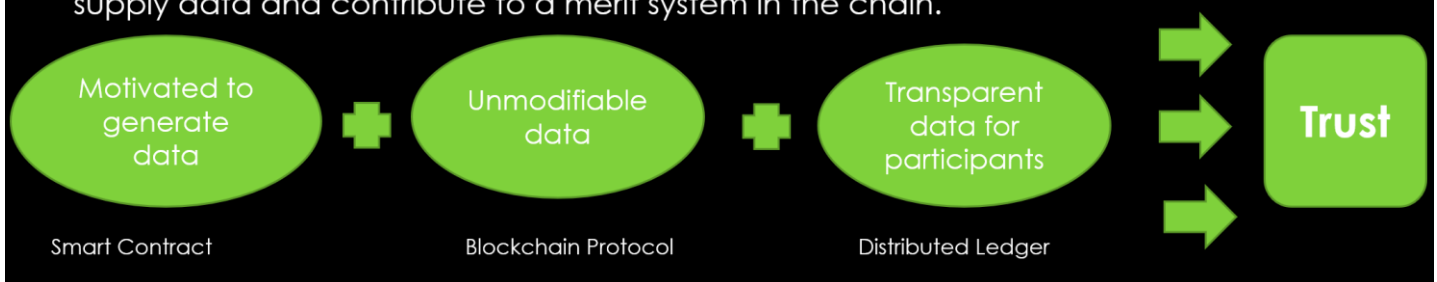 supply data and contribute to a merit system in the chain.
Motivated to
generate
data
Unmodifiable
data
Transparent
data for
participants
Trust
Smart Contract
Blockchain Protocol
Distributed Ledger